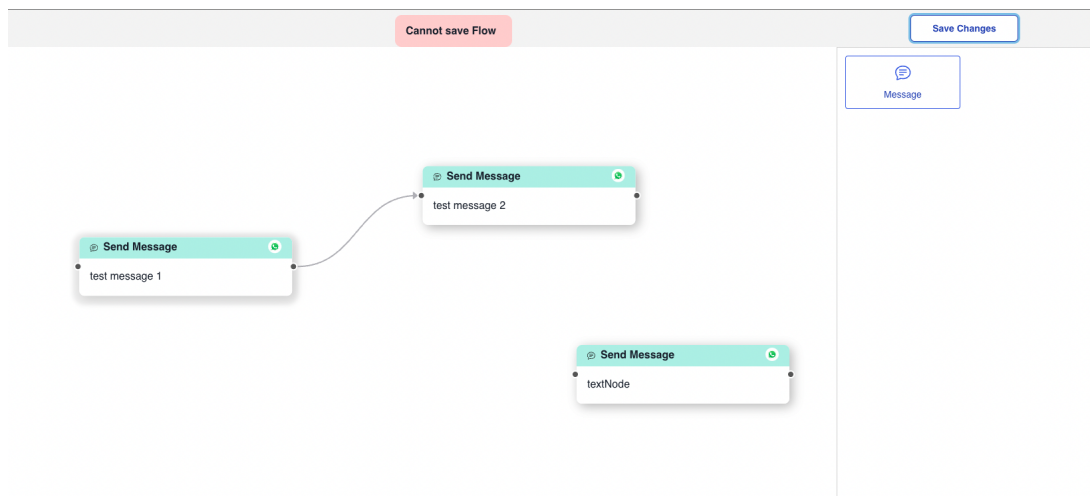 Cannot save Flow
Save Changes
Message
Send Message
test message 2
Send Message
test message 1
Send Message
textNode